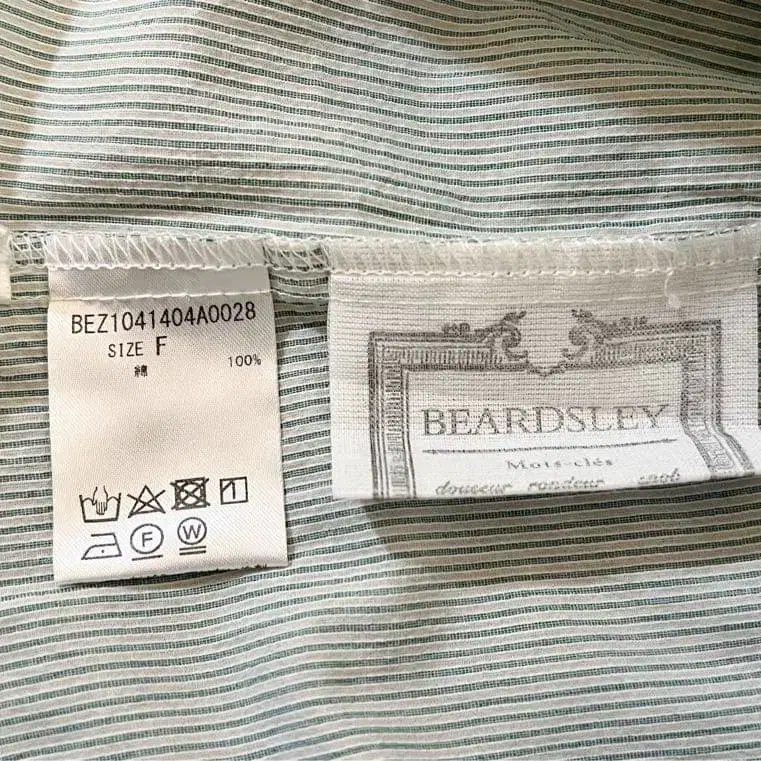 BEZ1041404A0028
SIZE F
綿 100%
F W
BEARDSLEY
Mots-clés
douceur rondeur snob